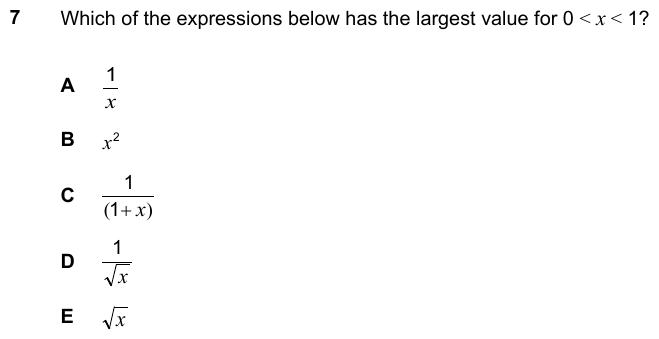 7 Which of the expressions below has the largest value for 0 < x < 1?
A 1/x
B x²
C 1/(1+x)
D 1/√x
E √x